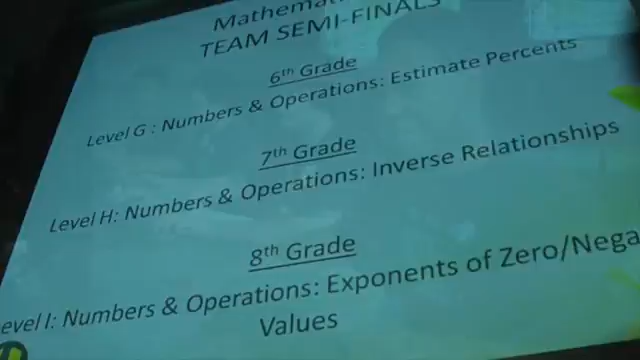 TEAM SEMI-FINALS
6th Grade
Level G : Numbers & Operations: Estimate Percents
7th Grade
Level H: Numbers & Operations: Inverse Relationships
8th Grade
I: Numbers & Operations: Exponents of Zero/
Values